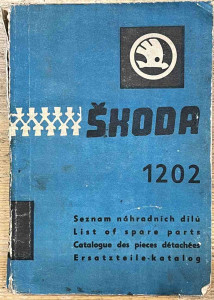 ŠKODA
1202
Seznam náhradních dílů
List of spare parts
Catalogue des pieces détachées
Ersatzteile-katalog